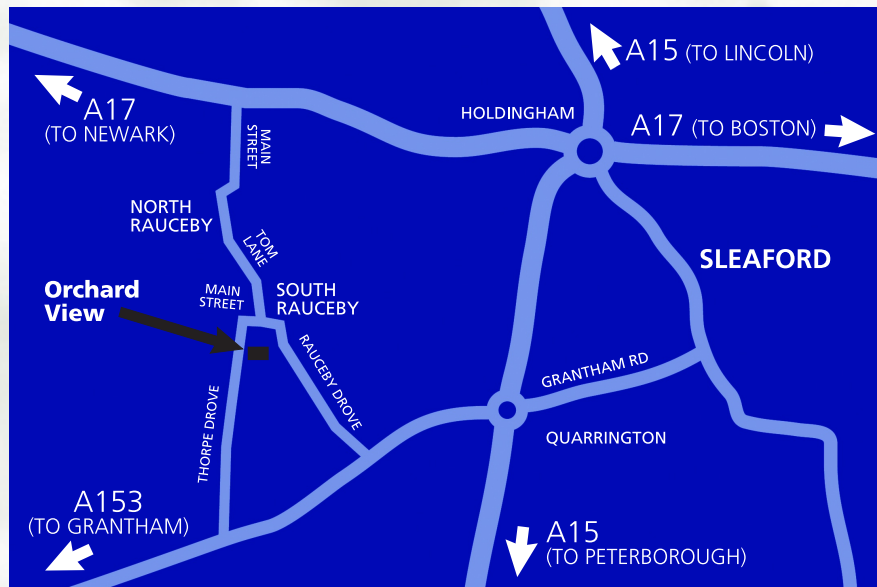 A15 (TO LINCOLN)
A17
(TO NEWARK)
HOLDINGHAM
A17 (TO BOSTON)
MAIN
STREET
NORTH
RAUCEBY
TOM
LANE
SLEAFORD
Orchard
View
MAIN
STREET
SOUTH
RAUCEBY
RAUCEBY DROVE
GRANTHAM RD
THORPE DROVE
QUARRINGTON
A153
(TO GRANTHAM)
A15
(TO PETERBOROUGH)